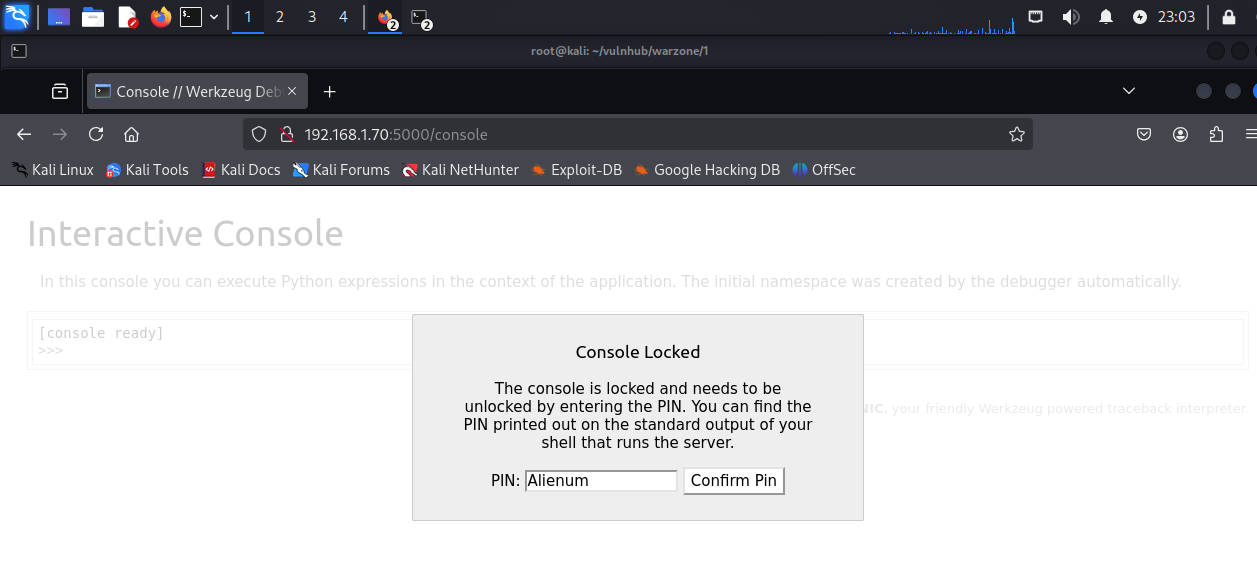 1 2 3 4 2 2 23:03
root@kali: ~/vulnhub/warzone/1
Console // Werkzeug Deb
192.168.1.70:5000/console
Kali Linux Kali Tools Kali Docs Kali Forums Kali NetHunter Exploit-DB Google Hacking DB OffSec
Interactive Console
In this console you can execute Python expressions in the context of the application. The initial namespace was created by the debugger automatically.
[console ready]
>>>
Console Locked
The console is locked and needs to be
unlocked by entering the PIN. You can find the
NIC, your friendly Werkzeug powered traceback interpreter.
PIN printed out on the standard output of your
shell that runs the server.
PIN: Alienum Confirm Pin